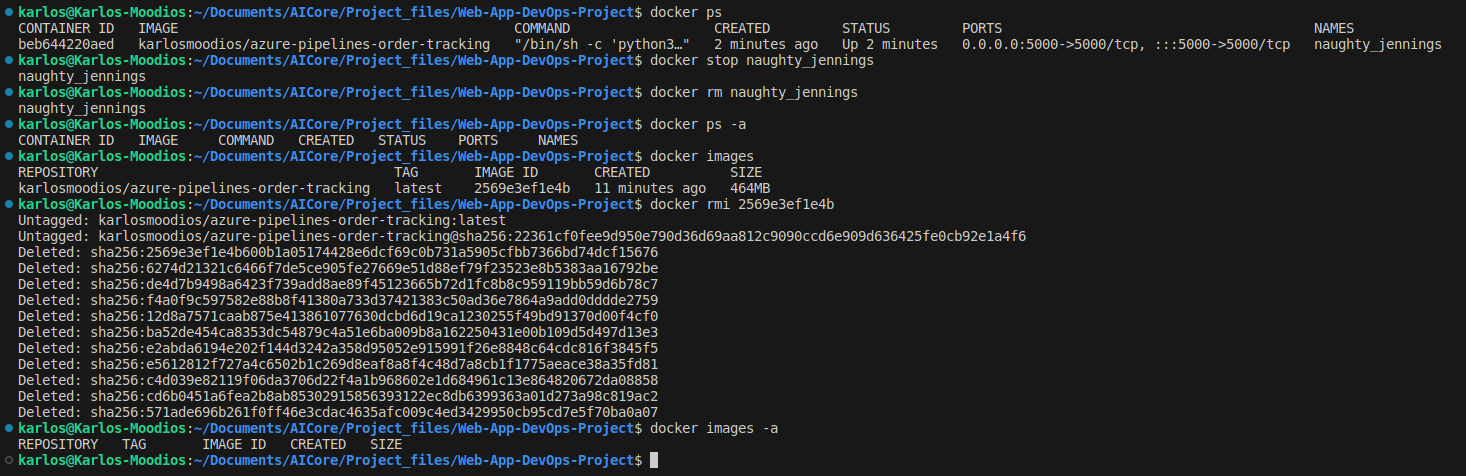 karlos@Karlos-Moodios:~/Documents/AICore/Project_files/Web-App-DevOps-Project$ docker ps
CONTAINER ID   IMAGE                                          COMMAND                  CREATED         STATUS         PORTS                                       NAMES
beb644220aed   karlosmoodios/azure-pipelines-order-tracking   "/bin/sh -c 'python3…"   2 minutes ago   Up 2 minutes   0.0.0.0:5000->5000/tcp, :::5000->5000/tcp   naughty_jennings
karlos@Karlos-Moodios:~/Documents/AICore/Project_files/Web-App-DevOps-Project$ docker stop naughty_jennings
naughty_jennings
karlos@Karlos-Moodios:~/Documents/AICore/Project_files/Web-App-DevOps-Project$ docker rm naughty_jennings
naughty_jennings
karlos@Karlos-Moodios:~/Documents/AICore/Project_files/Web-App-DevOps-Project$ docker ps -a
CONTAINER ID   IMAGE     COMMAND   CREATED   STATUS    PORTS     NAMES
karlos@Karlos-Moodios:~/Documents/AICore/Project_files/Web-App-DevOps-Project$ docker images
REPOSITORY                                     TAG       IMAGE ID       CREATED          SIZE
karlosmoodios/azure-pipelines-order-tracking   latest    2569e3ef1e4b   11 minutes ago   464MB
karlos@Karlos-Moodios:~/Documents/AICore/Project_files/Web-App-DevOps-Project$ docker rmi 2569e3ef1e4b
Untagged: karlosmoodios/azure-pipelines-order-tracking:latest
Untagged: karlosmoodios/azure-pipelines-order-tracking@sha256:22361cf0fee9d950e790d36d69aa812c9090ccd6e909d636425fe0cb92e1a4f6
Deleted: sha256:2569e3ef1e4b600b1a05174428e6dcf69c0b731a5905cfbb7366bd74dcf15676
Deleted: sha256:6274d21321c6466f7de5ce905fe27669e51d88ef79f23523e8b5383aa16792be
Deleted: sha256:de4d7b9498a6423f739add8ae89f45123665b72d1fc8b8c959119bb59d6b78c7
Deleted: sha256:f4a0f9c597582e88b8f41380a733d37421383c50ad36e7864a9add0dddde2759
Deleted: sha256:12d8a7571caab875e413861077630dcbd6d19ca1230255f49bd91370d00f4cf0
Deleted: sha256:ba52de454ca8353dc54879c4a51e6ba009b8a162250431e00b109d5d497d13e3
Deleted: sha256:e2abda6194e202f144d3242a358d95052e915991f26e8848c64cdc816f3845f5
Deleted: sha256:e5612812f727a4c6502b1c269d8eaf8a8f4c48d7a8cb1f1775aeace38a35fd81
Deleted: sha256:c4d039e82119f06da3706d22f4a1b968602e1d684961c13e864820672da08858
Deleted: sha256:cd6b0451a6fea2b8ab85302915856393122ec8db6399363a01d273a98c819ac2
Deleted: sha256:571ade696b261f0ff46e3cdac4635afc009c4ed3429950cb95cd7e5f70ba0a07
karlos@Karlos-Moodios:~/Documents/AICore/Project_files/Web-App-DevOps-Project$ docker images -a
REPOSITORY   TAG       IMAGE ID   CREATED   SIZE
karlos@Karlos-Moodios:~/Documents/AICore/Project_files/Web-App-DevOps-Project$